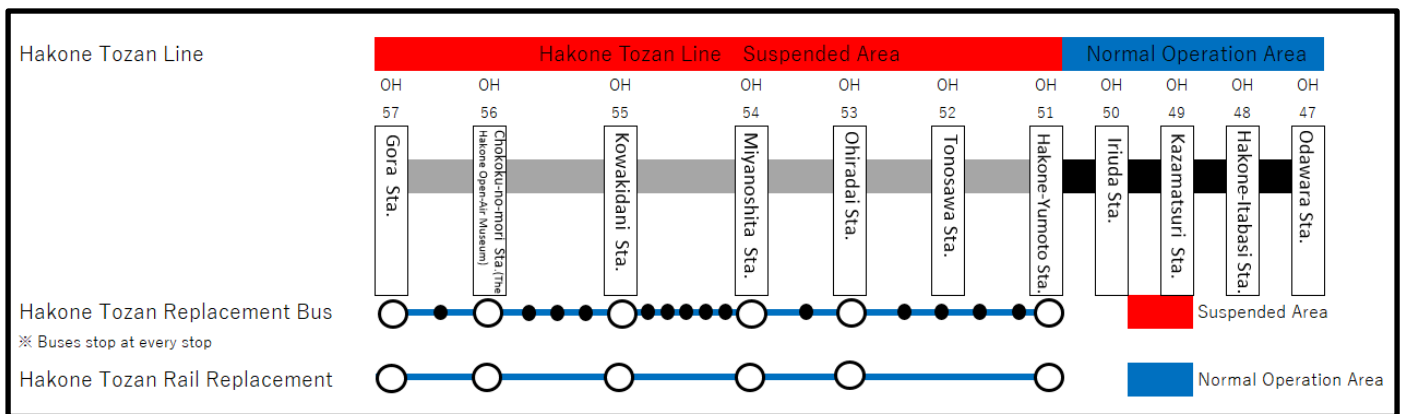 Hakone Tozan Line
Hakone Tozan Line Suspended Area
Normal Operation Area
OH OH OH OH OH OH OH OH OH OH OH
57 56 55 54 53 52 51 50 49 48 47
Gora Sta.
Chokoku-no-mori Sta.(The
Hakone Open-Air Museum)
Kowakidani Sta.
Miyanoshita Sta.
Ohiradai Sta.
Tonosawa Sta.
Hakone-Yumoto Sta.
Iriuda Sta.
Kazamatsuri Sta.
Hakone-Itabasi Sta.
Odawara Sta.
Hakone Tozan Replacement Bus
※ Buses stop at every stop
Suspended Area
Hakone Tozan Rail Replacement
Normal Operation Area